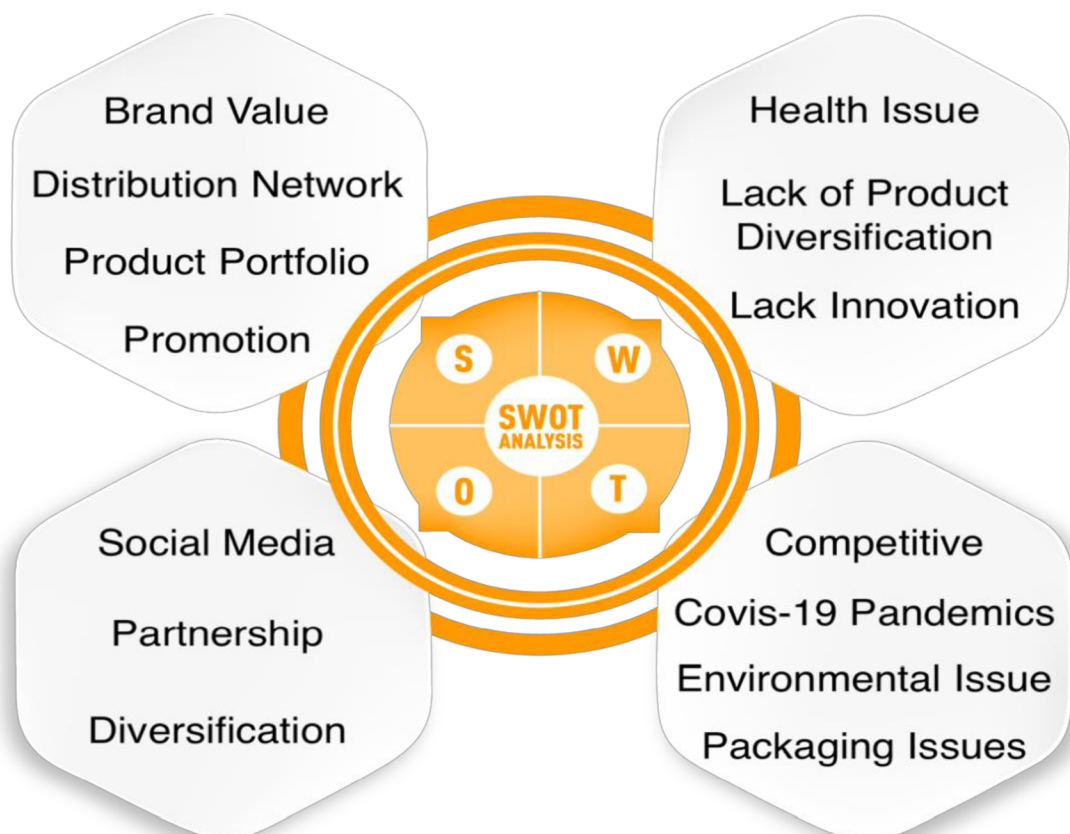 Brand Value
Distribution Network
Product Portfolio
Promotion
Health Issue
Lack of Product
Diversification
Lack Innovation
S
W
SWOT
ANALYSIS
O
T
Social Media
Partnership
Diversification
Competitive
Covis-19 Pandemics
Environmental Issue
Packaging Issues